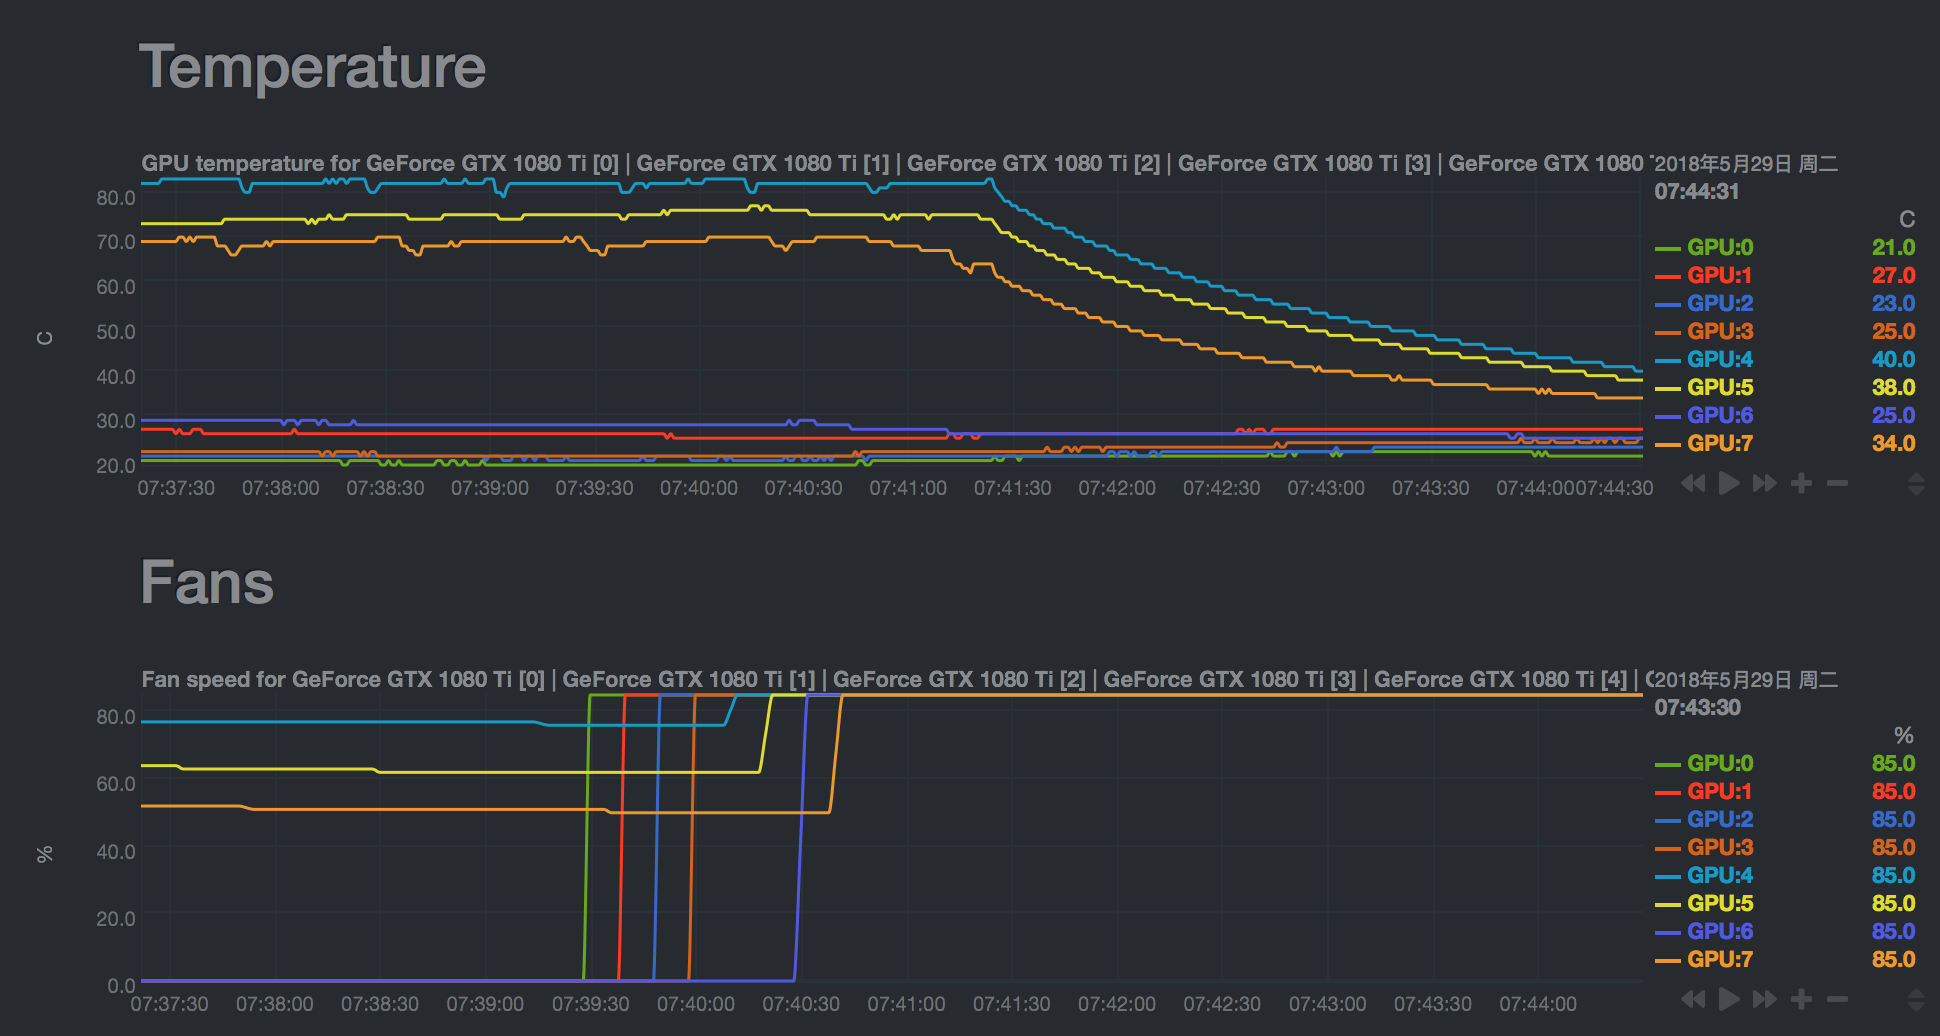 Temperature
GPU temperature for GeForce GTX 1080 Ti [0] | GeForce GTX 1080 Ti [1] | GeForce GTX 1080 Ti [2] | GeForce GTX 1080 Ti [3] | GeForce GTX 1080
2018年5月29日 周二
07:44:31
C
80.0
70.0
60.0
50.0
40.0
30.0
20.0
C
GPU:0 21.0
GPU:1 27.0
GPU:2 23.0
GPU:3 25.0
GPU:4 40.0
GPU:5 38.0
GPU:6 25.0
GPU:7 34.0
07:37:30 07:38:00 07:38:30 07:39:00 07:39:30 07:40:00 07:40:30 07:41:00 07:41:30 07:42:00 07:42:30 07:43:00 07:43:30 07:44:00 07:44:30
Fans
Fan speed for GeForce GTX 1080 Ti [0] | GeForce GTX 1080 Ti [1] | GeForce GTX 1080 Ti [2] | GeForce GTX 1080 Ti [3] | GeForce GTX 1080 Ti [4] |
2018年5月29日 周二
07:43:30
%
80.0
60.0
40.0
20.0
0.0
%
GPU:0 85.0
GPU:1 85.0
GPU:2 85.0
GPU:3 85.0
GPU:4 85.0
GPU:5 85.0
GPU:6 85.0
GPU:7 85.0
07:37:30 07:38:00 07:38:30 07:39:00 07:39:30 07:40:00 07:40:30 07:41:00 07:41:30 07:42:00 07:42:30 07:43:00 07:43:30 07:44:00